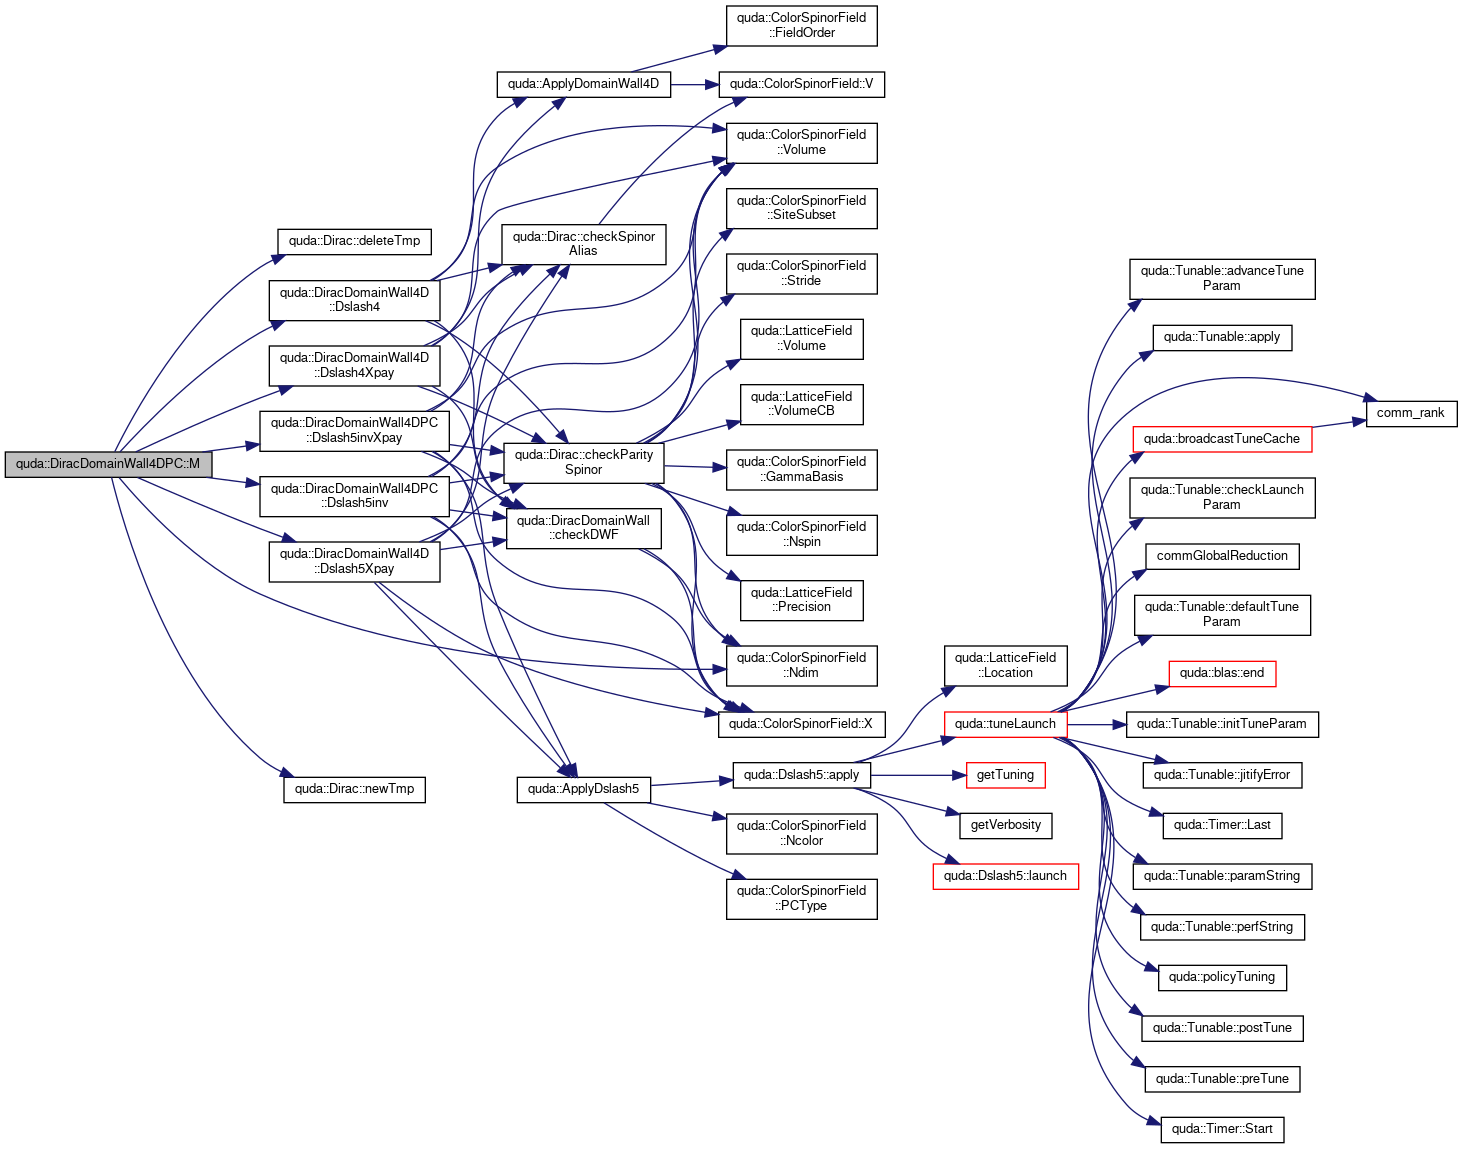 quda::DiracDomainWall4DPC::M
quda::Dirac::deleteTmp
quda::DiracDomainWall4D
::Dslash4
quda::DiracDomainWall4D
::Dslash4Xpay
quda::DiracDomainWall4DPC
::Dslash5invXpay
quda::DiracDomainWall4DPC
::Dslash5inv
quda::DiracDomainWall4D
::Dslash5Xpay
quda::Dirac::newTmp
quda::ApplyDomainWall4D
quda::Dirac::checkSpinor
Alias
quda::Dirac::checkParity
Spinor
quda::DiracDomainWall
::checkDWF
quda::ApplyDslash5
quda::ColorSpinorField
::FieldOrder
quda::ColorSpinorField::V
quda::ColorSpinorField
::Volume
quda::ColorSpinorField
::SiteSubset
quda::ColorSpinorField
::Stride
quda::LatticeField
::Volume
quda::LatticeField
::VolumeCB
quda::ColorSpinorField
::GammaBasis
quda::ColorSpinorField
::Nspin
quda::LatticeField
::Precision
quda::ColorSpinorField
::Ndim
quda::ColorSpinorField::X
quda::Dslash5::apply
quda::ColorSpinorField
::Ncolor
quda::ColorSpinorField
::PCType
quda::LatticeField
::Location
quda::tuneLaunch
getTuning
getVerbosity
quda::Dslash5::launch
quda::Tunable::advanceTune
Param
quda::Tunable::apply
quda::broadcastTuneCache
quda::Tunable::checkLaunch
Param
commGlobalReduction
quda::Tunable::defaultTune
Param
quda::blas::end
quda::Tunable::initTuneParam
quda::Tunable::jitifyError
quda::Timer::Last
quda::Tunable::paramString
quda::Tunable::perfString
quda::policyTuning
quda::Tunable::postTune
quda::Tunable::preTune
quda::Timer::Start
comm_rank